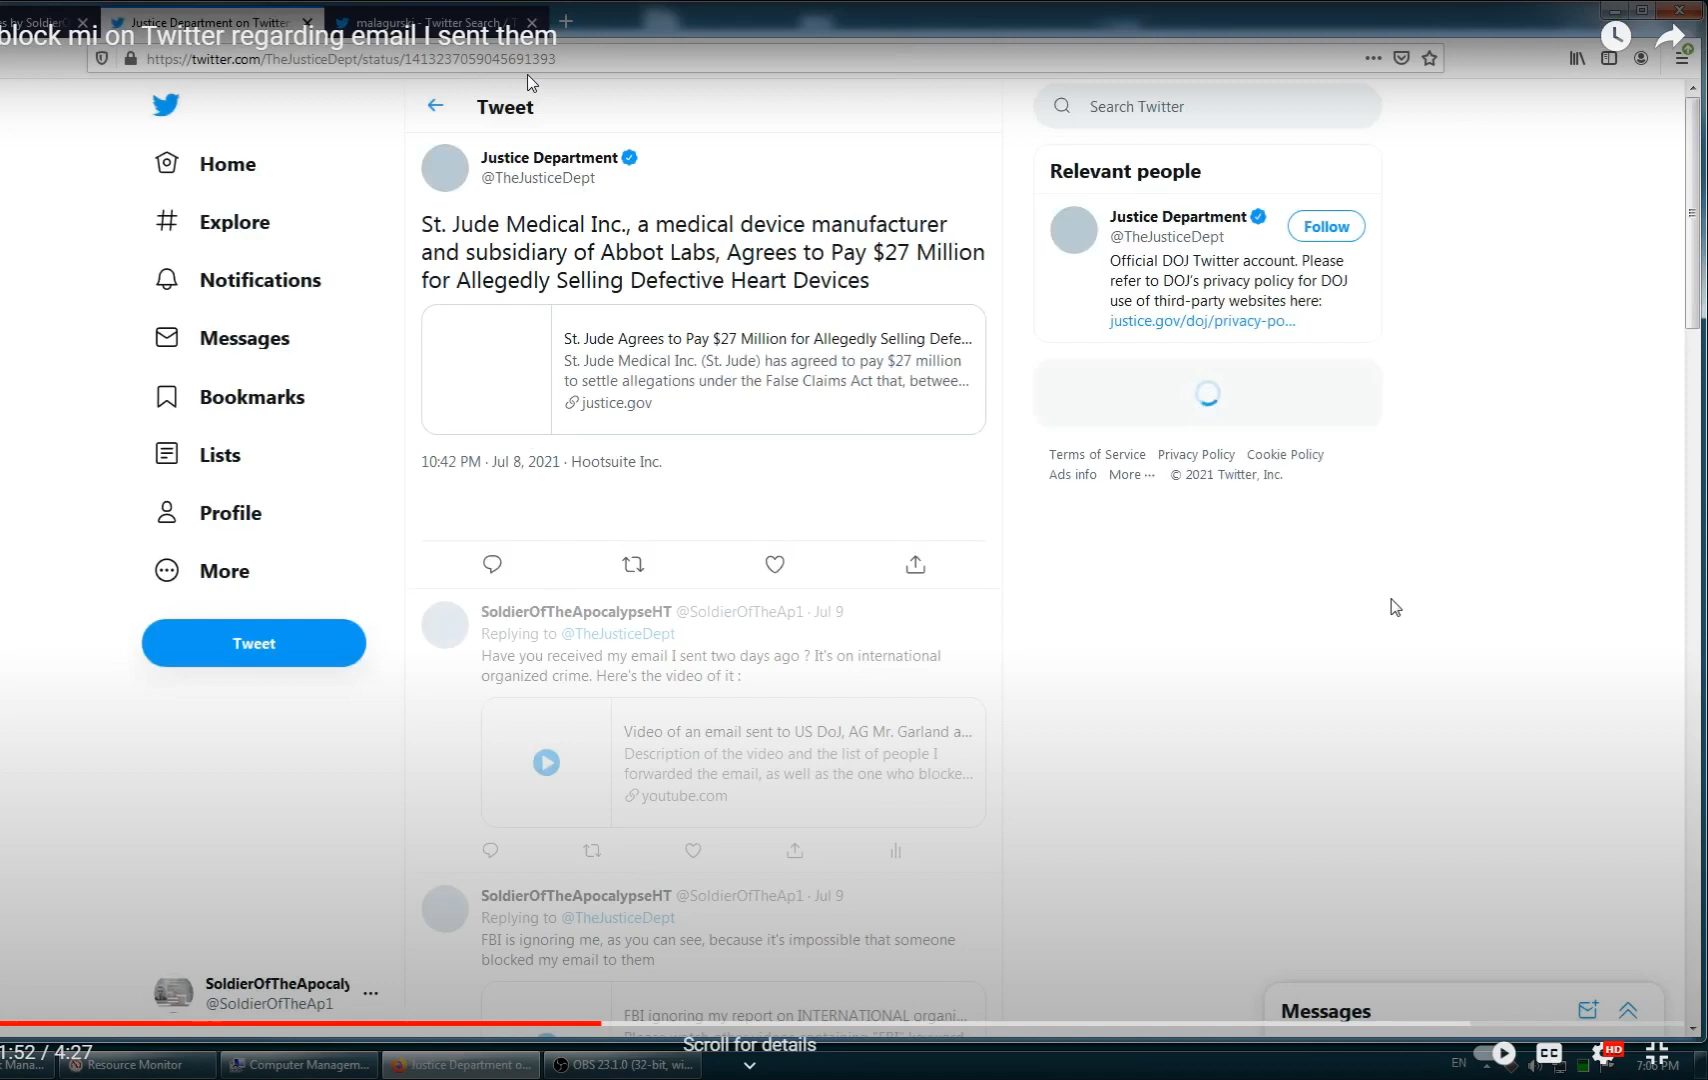 es by Soldier
Justice Department on Twitter:
malagurski - Twitter Search / T
block mi on Twitter regarding email I sent them
https://twitter.com/TheJusticeDept/status/1413237059045691393
Home
Explore
Notifications
Messages
Bookmarks
Lists
Profile
More
Tweet
SoldierOfTheApocaly
@SoldierOfTheAp1
Tweet
Justice Department
@TheJusticeDept
St. Jude Medical Inc., a medical device manufacturer
and subsidiary of Abbot Labs, Agrees to Pay $27 Million
for Allegedly Selling Defective Heart Devices
St. Jude Agrees to Pay $27 Million for Allegedly Selling Defe...
St. Jude Medical Inc. (St. Jude) has agreed to pay $27 million
to settle allegations under the False Claims Act that, betwee...
justice.gov
10:42 PM · Jul 8, 2021 · Hootsuite Inc.
SoldierOfTheApocalypseHT @SoldierOfTheAp1 · Jul 9
Replying to @TheJusticeDept
Have you received my email I sent two days ago ? It's on international
organized crime. Here's the video of it :
Video of an email sent to US DoJ, AG Mr. Garland a...
Description of the video and the list of people I
forwarded the email, as well as the one who blocke...
youtube.com
SoldierOfTheApocalypseHT @SoldierOfTheAp1 · Jul 9
Replying to @TheJusticeDept
FBI is ignoring me, as you can see, because it's impossible that someone
blocked my email to them
FBI ignoring my report on INTERNATIONAL organi...
Search Twitter
Relevant people
Justice Department
@TheJusticeDept
Follow
Official DOJ Twitter account. Please
refer to DOJ's privacy policy for DOJ
use of third-party websites here:
justice.gov/doj/privacy-po...
Terms of Service Privacy Policy Cookie Policy
Ads info More ··· © 2021 Twitter, Inc.
Messages
1:52 / 4:27
Scroll for details
CC
HD
k Mana...
Resource Monitor
Computer Managem...
Justice Department o...
OBS 23.1.0 (32-bit, wi...
EN
7:06 PM